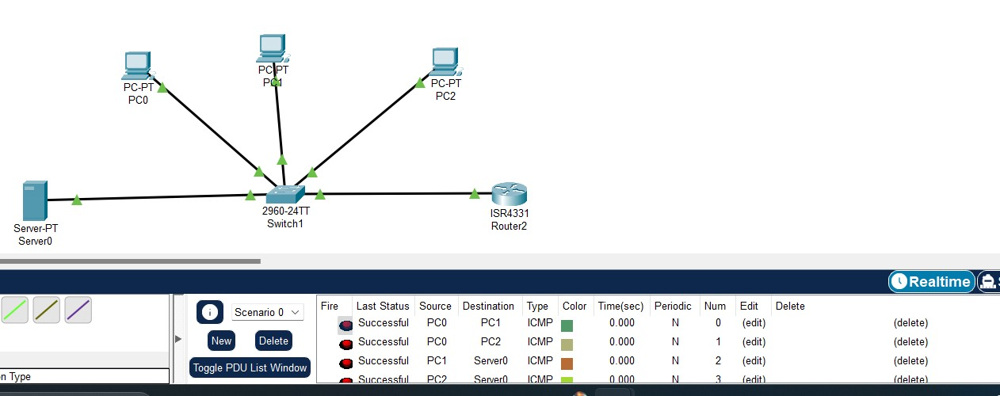 PC-PT
PC0
PC-PT
PC1
PC-PT
PC2
Server-PT
Server0
2960-24TT
Switch1
ISR4331
Router2
Realtime
Scenario 0
New
Delete
Toggle PDU List Window
n Type
Fire Last Status Source Destination Type Color Time(sec) Periodic Num Edit Delete
Successful PC0 PC1 ICMP 0.000 N 0 (edit) (delete)
Successful PC0 PC2 ICMP 0.000 N 1 (edit) (delete)
Successful PC1 Server0 ICMP 0.000 N 2 (edit) (delete)
Successful PC2 Server0 ICMP 0.000 N 3 (edit) (delete)